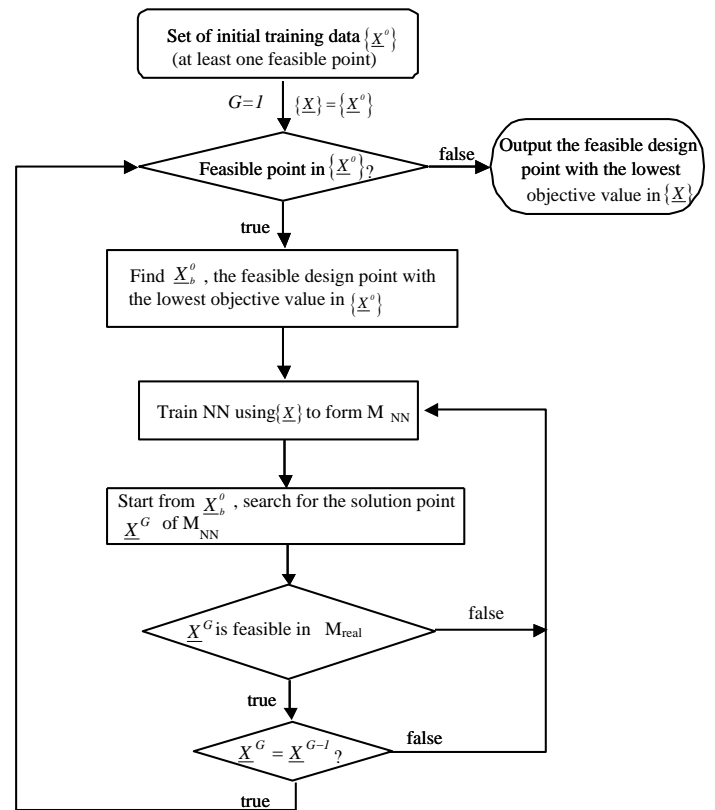 Set of initial training data {X⁰}
(at least one feasible point)
G=1 {X} = {X⁰}
Feasible point in {X⁰}?
false
Output the feasible design
point with the lowest
objective value in {X}
true
Find X_b⁰ , the feasible design point with
the lowest objective value in {X⁰}
Train NN using {X} to form M_NN
Start from X_b⁰ , search for the solution point
X^G of M_NN
X^G is feasible in M_real
false
true
X^G = X^{G-1} ?
false
true